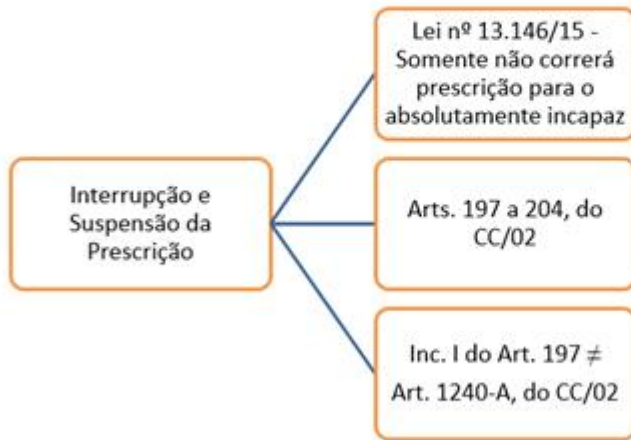 Interrupção e
Suspensão da
Prescrição
Lei nº 13.146/15 -
Somente não correrá
prescrição para o
absolutamente incapaz
Arts. 197 a 204, do
CC/02
Inc. I do Art. 197 ≠
Art. 1240-A, do CC/02